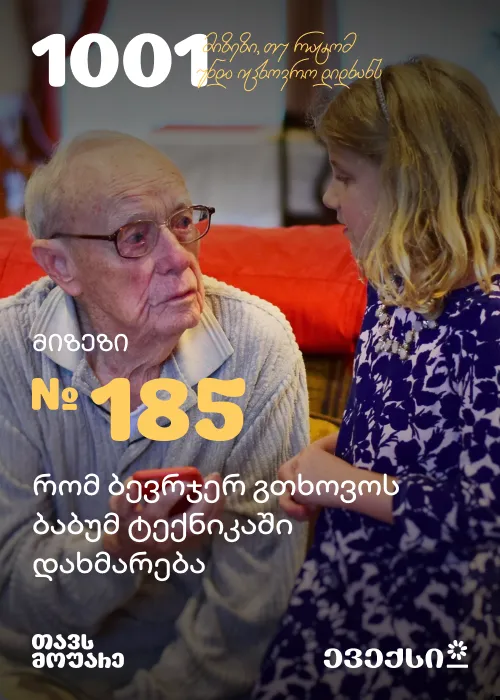 1001 მიზეზი, თუ რატომ
უნდა იცხოვრო დიდხანს
მიზეზი
№ 185
რომ ბევრჯერ გთხოვოს
ბაბუმ ტექნიკაში
დახმარება
თავს
მოუარე
ევექსი